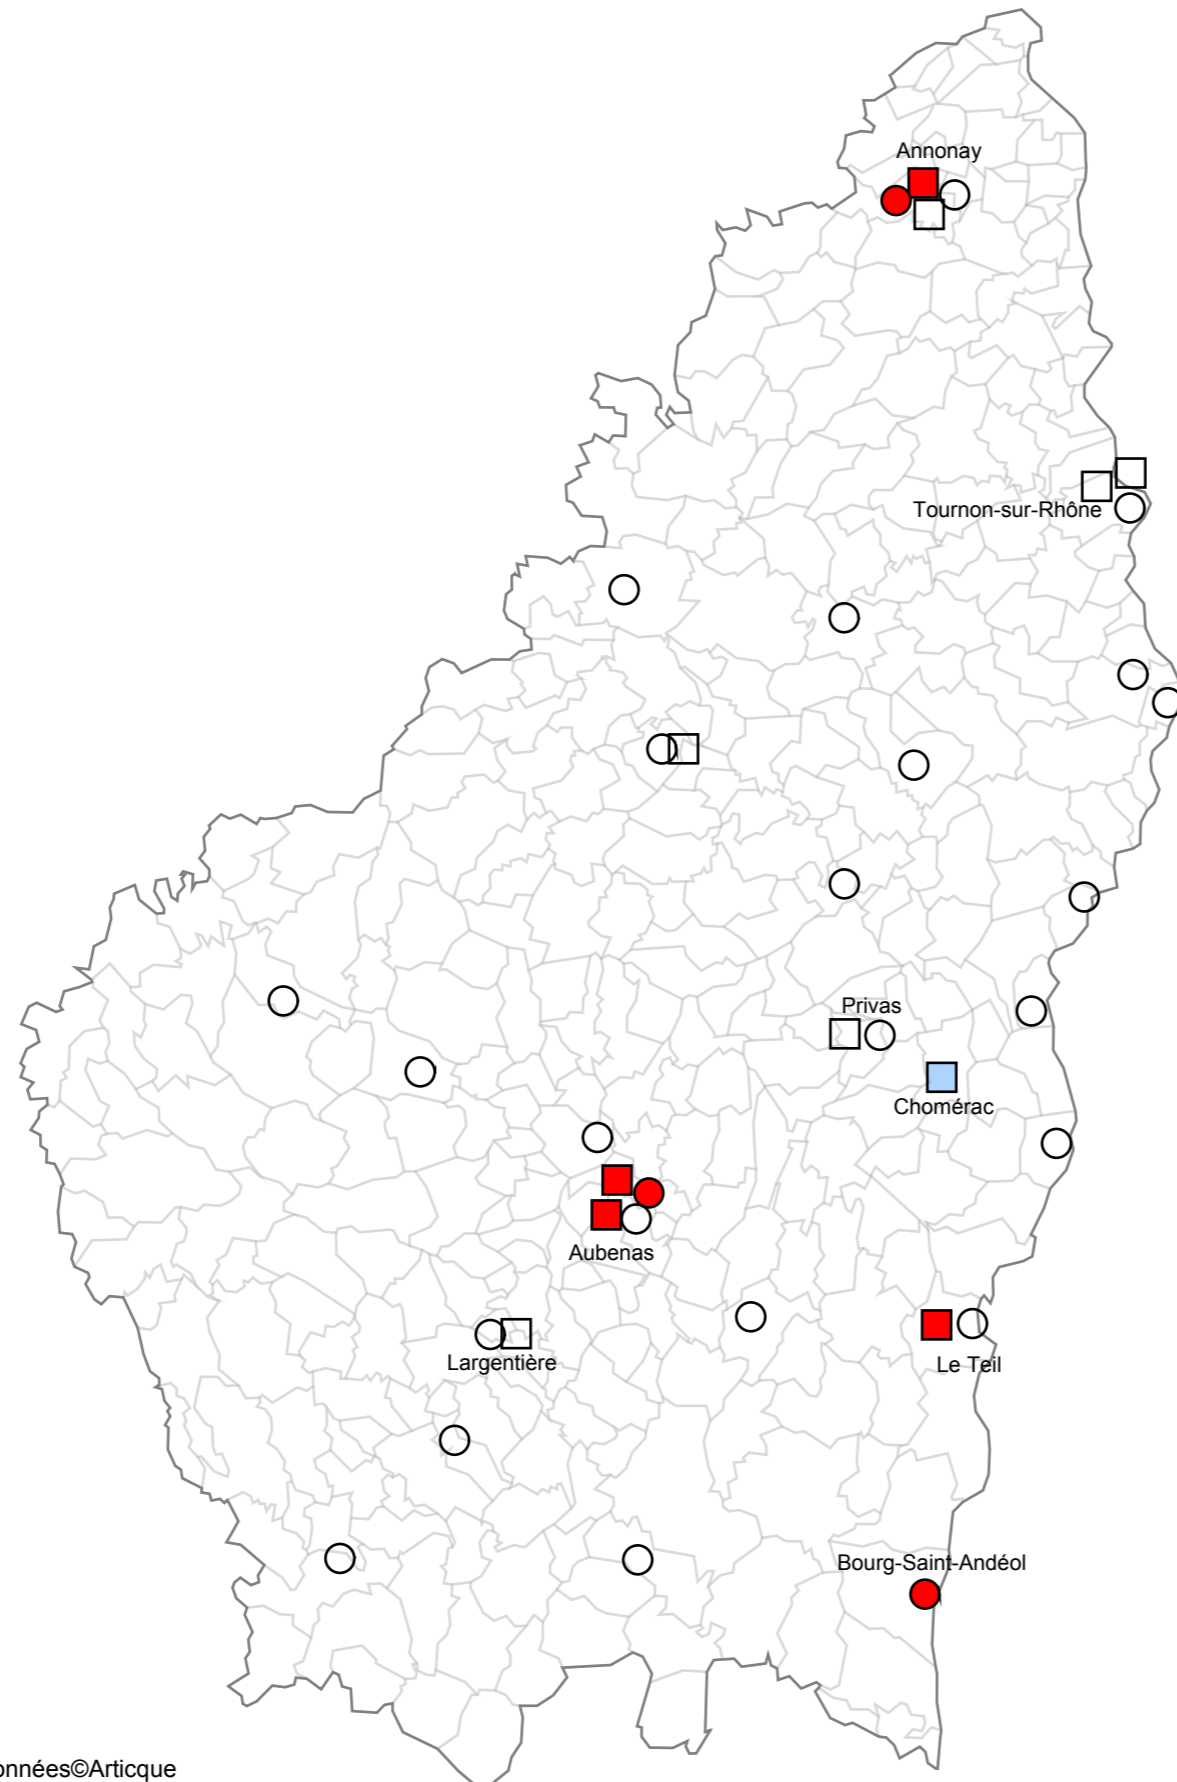 Annonay
Tournon-sur-Rhône
Privas
Chomérac
Aubenas
Largentière
Le Teil
Bourg-Saint-Andéol
onnées©Articque